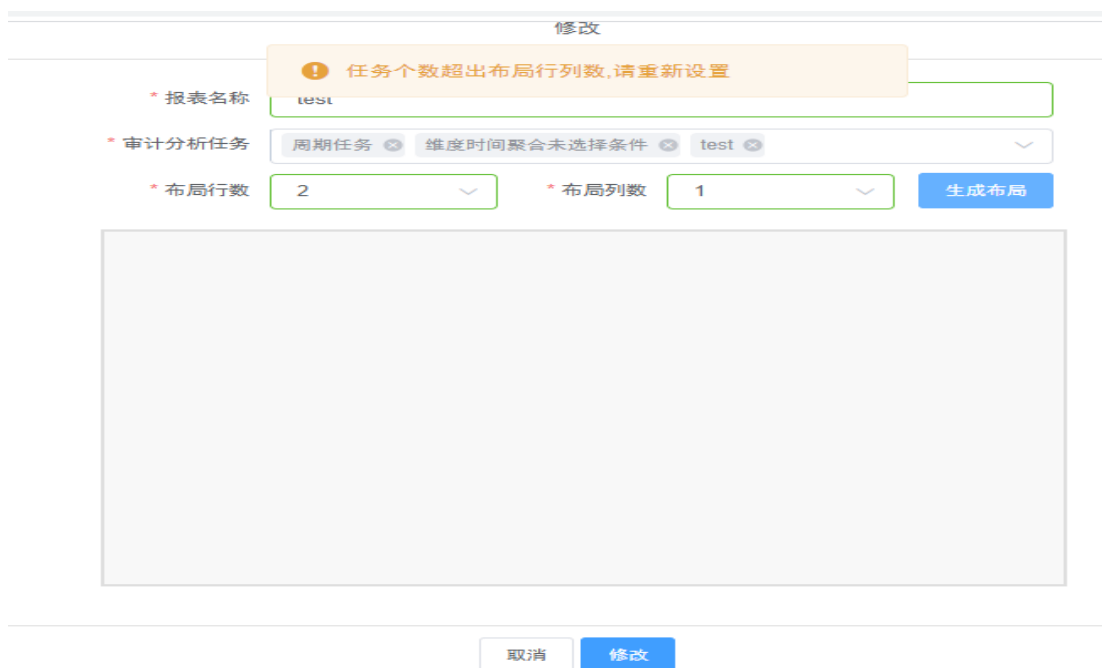 修改
任务个数超出布局行列数,请重新设置
* 报表名称 test
* 审计分析任务 周期任务 维度时间聚合未选择条件 test
* 布局行数 2 * 布局列数 1 生成布局
取消 修改